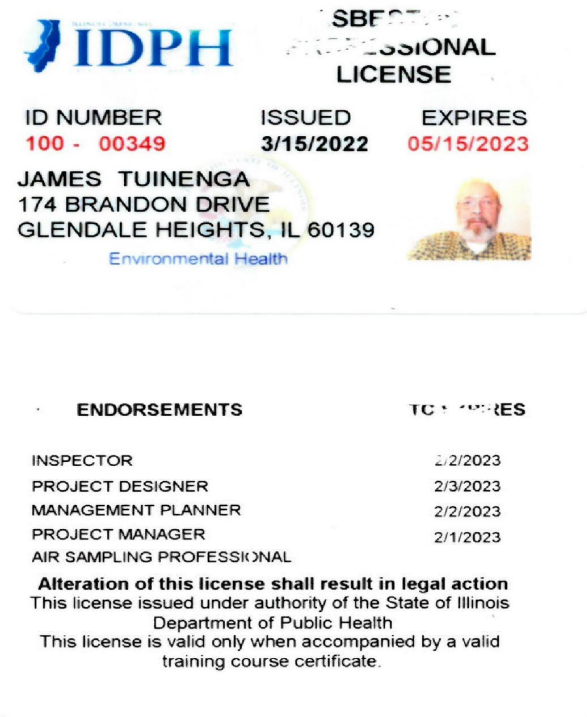 IDPH
LICENSE
ID NUMBER ISSUED EXPIRES
100 - 00349 3/15/2022 05/15/2023
JAMES TUINENGA
174 BRANDON DRIVE
GLENDALE HEIGHTS, IL 60139
Environmental Health
ENDORSEMENTS
INSPECTOR 2/2/2023
PROJECT DESIGNER 2/3/2023
MANAGEMENT PLANNER 2/2/2023
PROJECT MANAGER 2/1/2023
AIR SAMPLING PROFESSIONAL
Alteration of this license shall result in legal action
This license issued under authority of the State of Illinois
Department of Public Health
This license is valid only when accompanied by a valid
training course certificate.